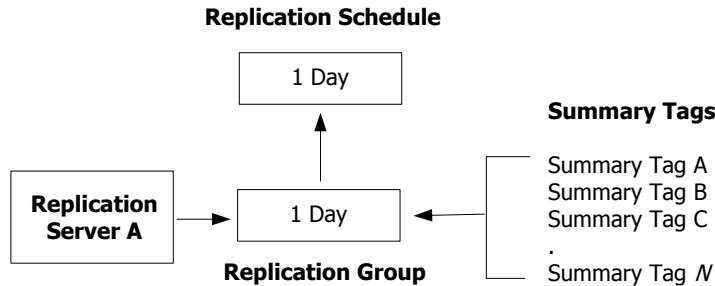 Replication Schedule
1 Day
Summary Tags
Summary Tag A
Summary Tag B
Summary Tag C
.
Summary Tag N
Replication
Server A
1 Day
Replication Group